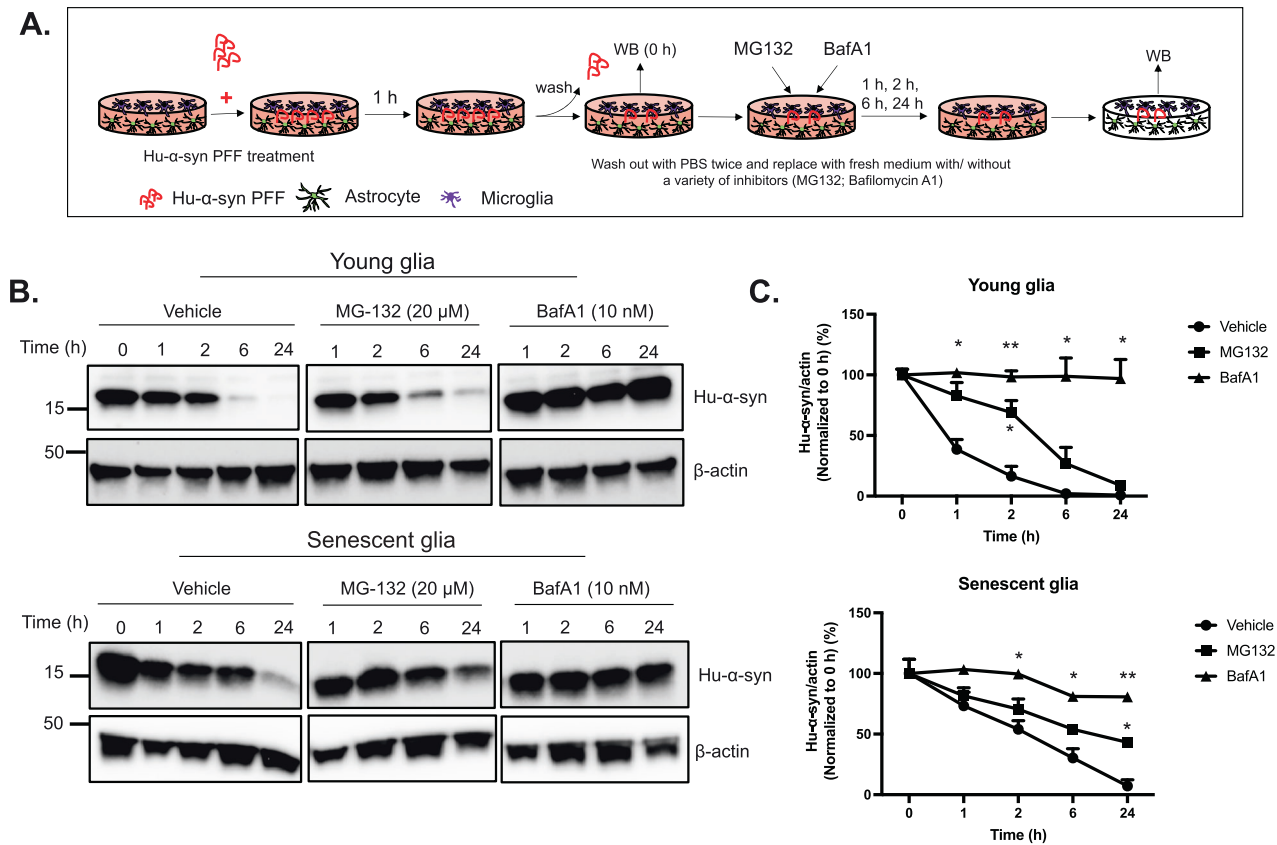 A.
WB (0 h)
MG132 BafA1
WB
1 h
wash
1 h, 2 h,
6 h, 24 h
+
Hu-α-syn PFF treatment
Wash out with PBS twice and replace with fresh medium with/ without
a variety of inhibitors (MG132; Bafilomycin A1)
Hu-α-syn PFF Astrocyte Microglia
B.
Young glia
Vehicle MG-132 (20 µM) BafA1 (10 nM)
Time (h) 0 1 2 6 24 1 2 6 24 1 2 6 24
15 Hu-α-syn
50 β-actin
Senescent glia
Vehicle MG-132 (20 µM) BafA1 (10 nM)
Time (h) 0 1 2 6 24 1 2 6 24 1 2 6 24
15 Hu-α-syn
50 β-actin
C.
Young glia
Hu-α-syn/actin
(Normalized to 0 h) (%)
150
100
50
0
* ** * *
*
0 1 2 6 24
Time (h)
Vehicle
MG132
BafA1
Senescent glia
Hu-α-syn/actin
(Normalized to 0 h) (%)
150
100
50
0
* * **
*
0 1 2 6 24
Time (h)
Vehicle
MG132
BafA1